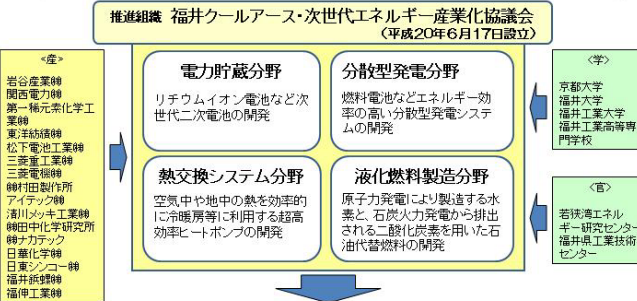 推進組織 福井クールアース・次世代エネルギー産業化協議会
(平成20年6月17日設立)
<産>
岩谷産業㈱
関西電力㈱
第一稀元素化学工
業㈱
東洋紡績㈱
松下電池工業㈱
三菱重工業㈱
三菱電機㈱
㈱村田製作所
アイテック㈱
清川メッキ工業㈱
㈱田中化学研究所
㈱ナカテック
日華化学㈱
日東シンコー㈱
福井鋲螺㈱
福伸工業㈱
電力貯蔵分野
リチウムイオン電池など次
世代二次電池の開発
分散型発電分野
燃料電池などエネルギー効
率の高い分散型発電システ
ムの開発
熱交換システム分野
空気中や地中の熱を効率的
に冷暖房等に利用する超高
効率ヒートポンプの開発
液化燃料製造分野
原子力発電により製造する水
素と、石炭火力発電から排出
される二酸化炭素を用いた石
油代替燃料の開発
<学>
京都大学
福井大学
福井工業大学
福井工業高等専
門学校
<官>
若狭湾エネル
ギー研究センター
福井県工業技術
センター